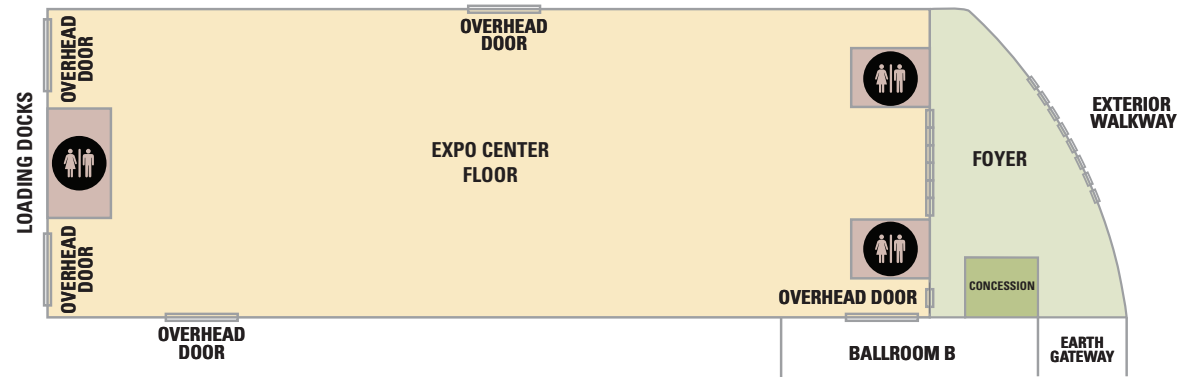 OVERHEAD
DOOR
OVERHEAD
DOOR
LOADING DOCKS
EXPO CENTER
FLOOR
FOYER
EXTERIOR
WALKWAY
OVERHEAD
DOOR
OVERHEAD DOOR
CONCESSION
OVERHEAD
DOOR
BALLROOM B
EARTH
GATEWAY